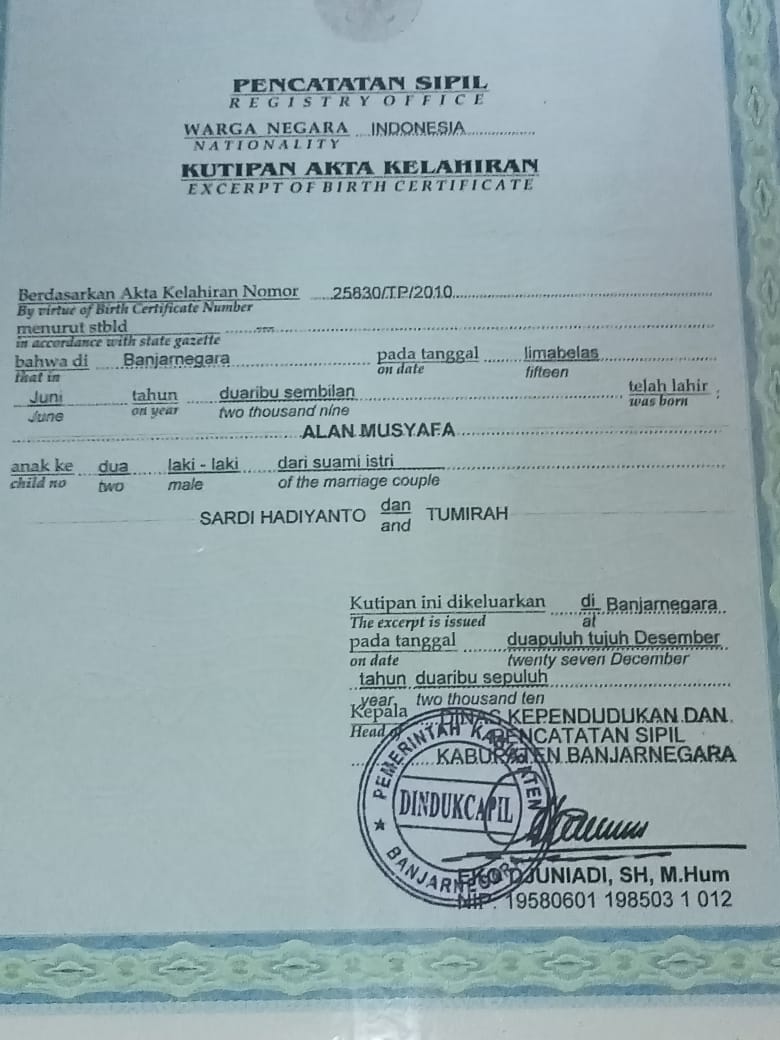 PENCATATAN SIPIL
REGISTRY OFFICE
WARGA NEGARA INDONESIA
NATIONALITY
KUTIPAN AKTA KELAHIRAN
EXCERPT OF BIRTH CERTIFICATE
Berdasarkan Akta Kelahiran Nomor 25830/TP/2010
By virtue of Birth Certificate Number
menurut stbld ---
in accordance with state gazette
bahwa di Banjarnegara pada tanggal limabelas
that in on date fifteen
Juni tahun duaribu sembilan telah lahir ;
June on year two thousand nine was born
ALAN MUSYAFA
anak ke dua laki - laki dari suami istri
child no two male of the marriage couple
SARDI HADIYANTO dan TUMIRAH
and
Kutipan ini dikeluarkan di Banjarnegara
The excerpt is issued at
pada tanggal duapuluh tujuh Desember
on date twenty seven December
tahun duaribu sepuluh
year two thousand ten
Kepala DINAS KEPENDUDUKAN DAN
Head of PENCATATAN SIPIL
KABUPATEN BANJARNEGARA
PEMERINTAH KABUPATEN
DINDUKCAPIL
BANJARNEGARA
EKO DJUNIADI, SH, M.Hum
NIP. 19580601 198503 1 012